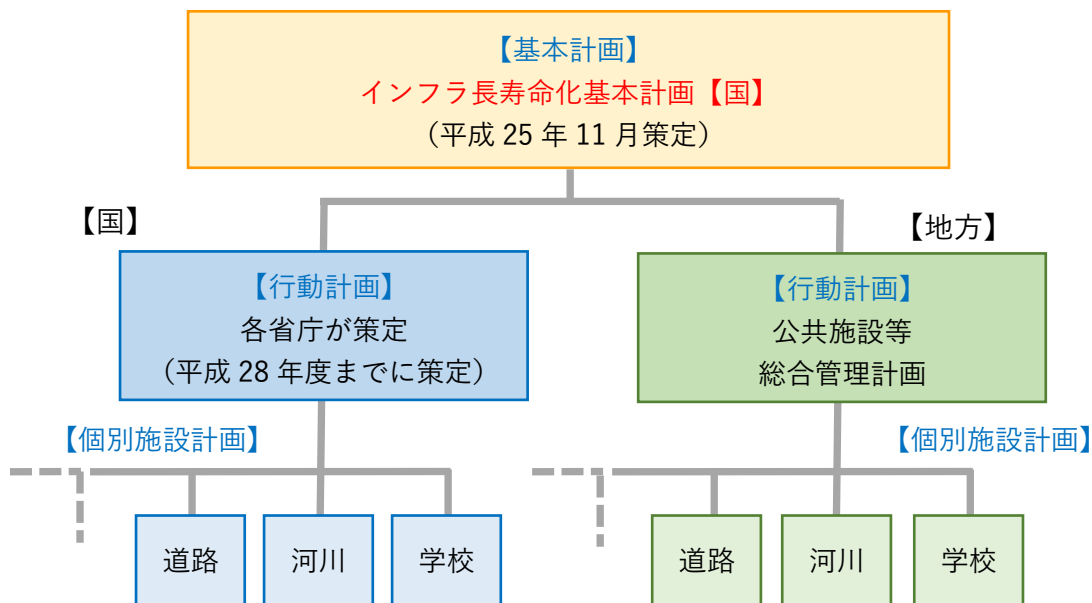 【基本計画】
インフラ長寿命化基本計画【国】
（平成 25 年 11 月策定）
【国】
【地方】
【行動計画】
各省庁が策定
（平成 28 年度までに策定）
【行動計画】
公共施設等
総合管理計画
【個別施設計画】
【個別施設計画】
道路
河川
学校
道路
河川
学校